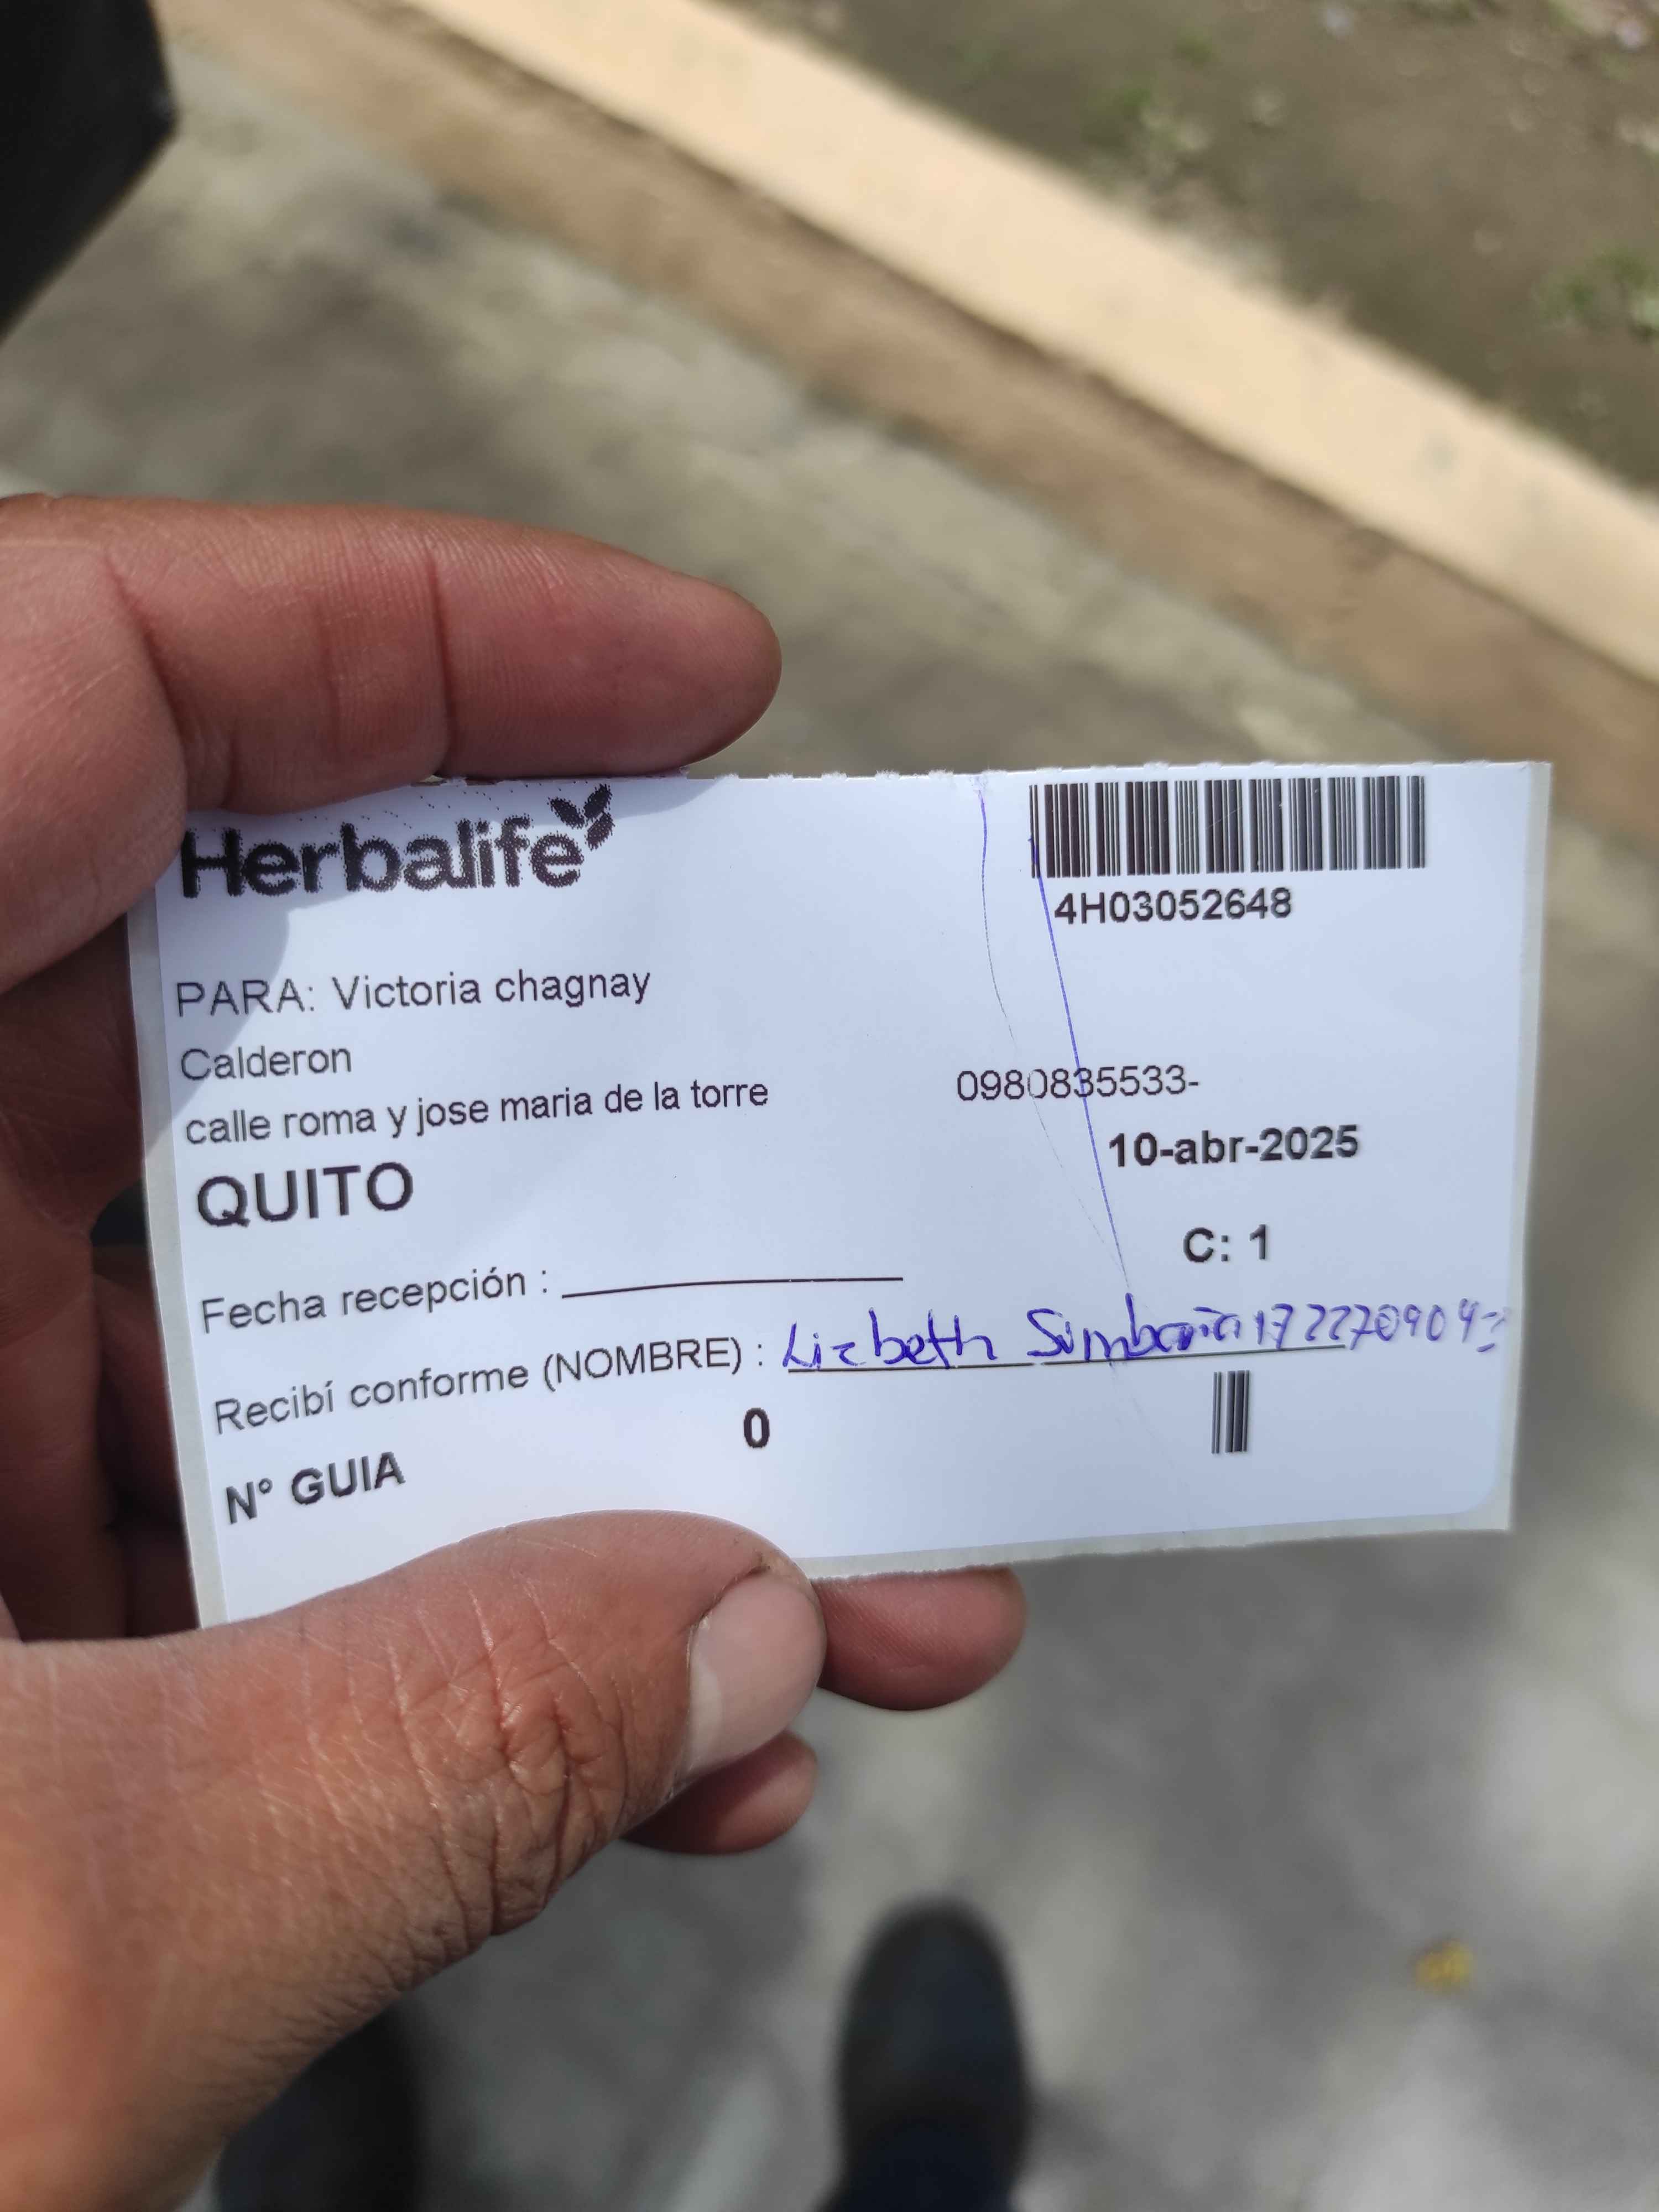 Herbalife
4H03052648
PARA: Victoria chagnay
Calderon
calle roma y jose maria de la torre
0980835533-
QUITO
10-abr-2025
C: 1
Fecha recepción :
Recibí conforme (NOMBRE) : Lizbeth
N° GUIA 0